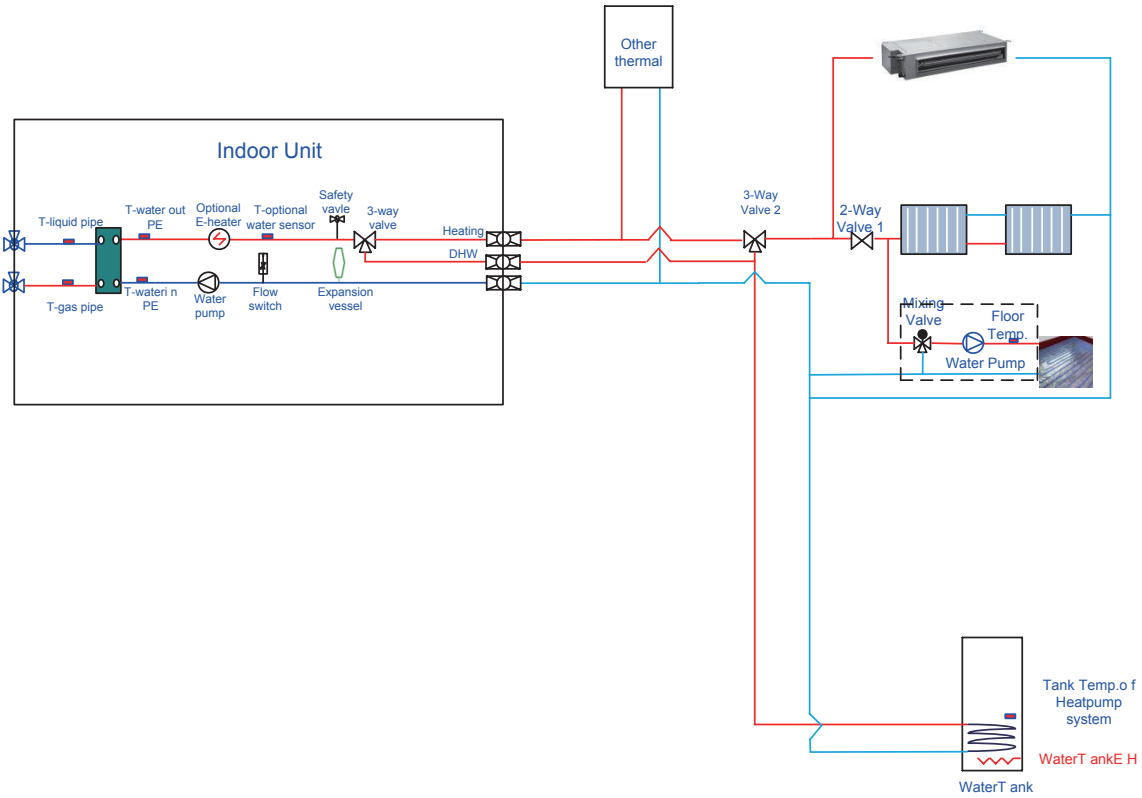 Other
thermal
Indoor Unit
T-liquid pipe
T-water out
PE
Optional
E-heater
T-optional
water sensor
Safety
vavle
3-way
valve
Heating
DHW
T-gas pipe
T-wateri n
PE
Water
pump
Flow
switch
Expansion
vessel
3-Way
Valve 2
2-Way
Valve 1
Mixing
Valve
Floor
Temp.
Water Pump
Tank Temp.o f
Heatpump
system
WaterT ankE H
WaterT ank